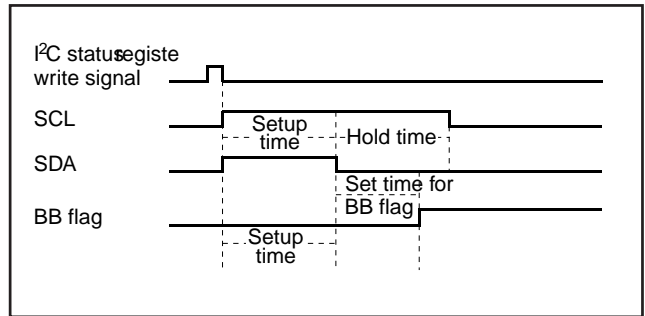 I²C statusregiste
write signal
SCL
Setup
time
Hold time
SDA
Set time for
BB flag
BB flag
Setup
time